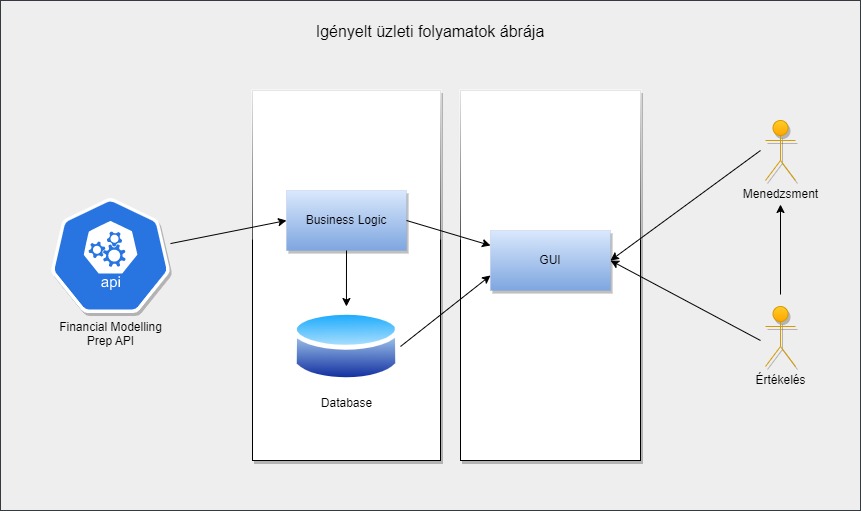 Igényelt üzleti folyamatok ábrája
Business Logic
GUI
Menedzsment
api
Financial Modelling
Prep API
Database
Értékelés